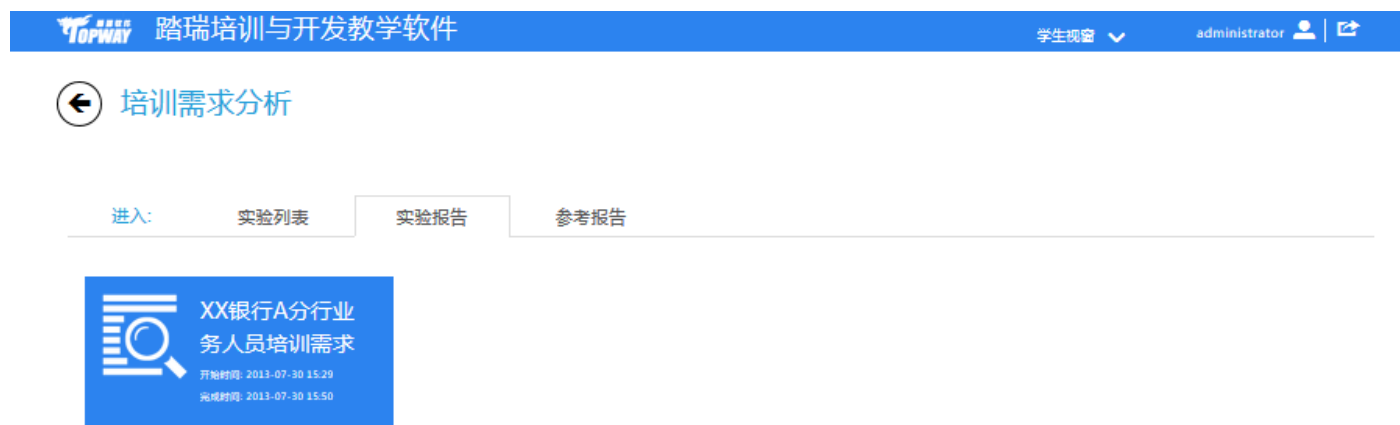 TOPWAY 踏瑞培训与开发教学软件 学生视窗 administrator
培训需求分析
进入: 实验列表 实验报告 参考报告
XX银行A分行业
务人员培训需求
开始时间: 2013-07-30 15:29
完成时间: 2013-07-30 15:50